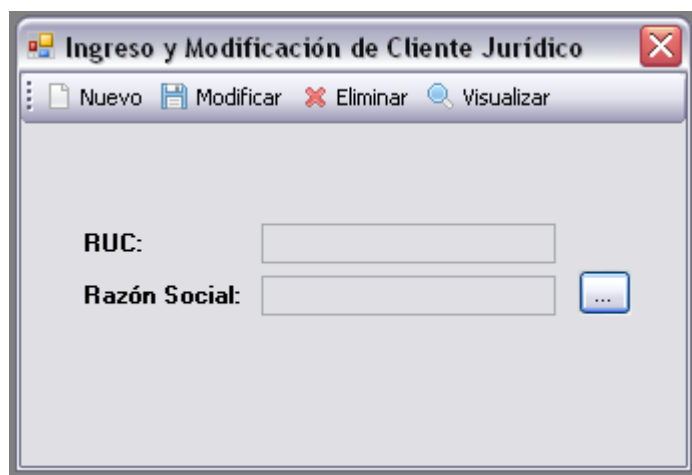 Ingreso y Modificación de Cliente Jurídico
Nuevo Modificar Eliminar Visualizar
RUC:
Razón Social:
...